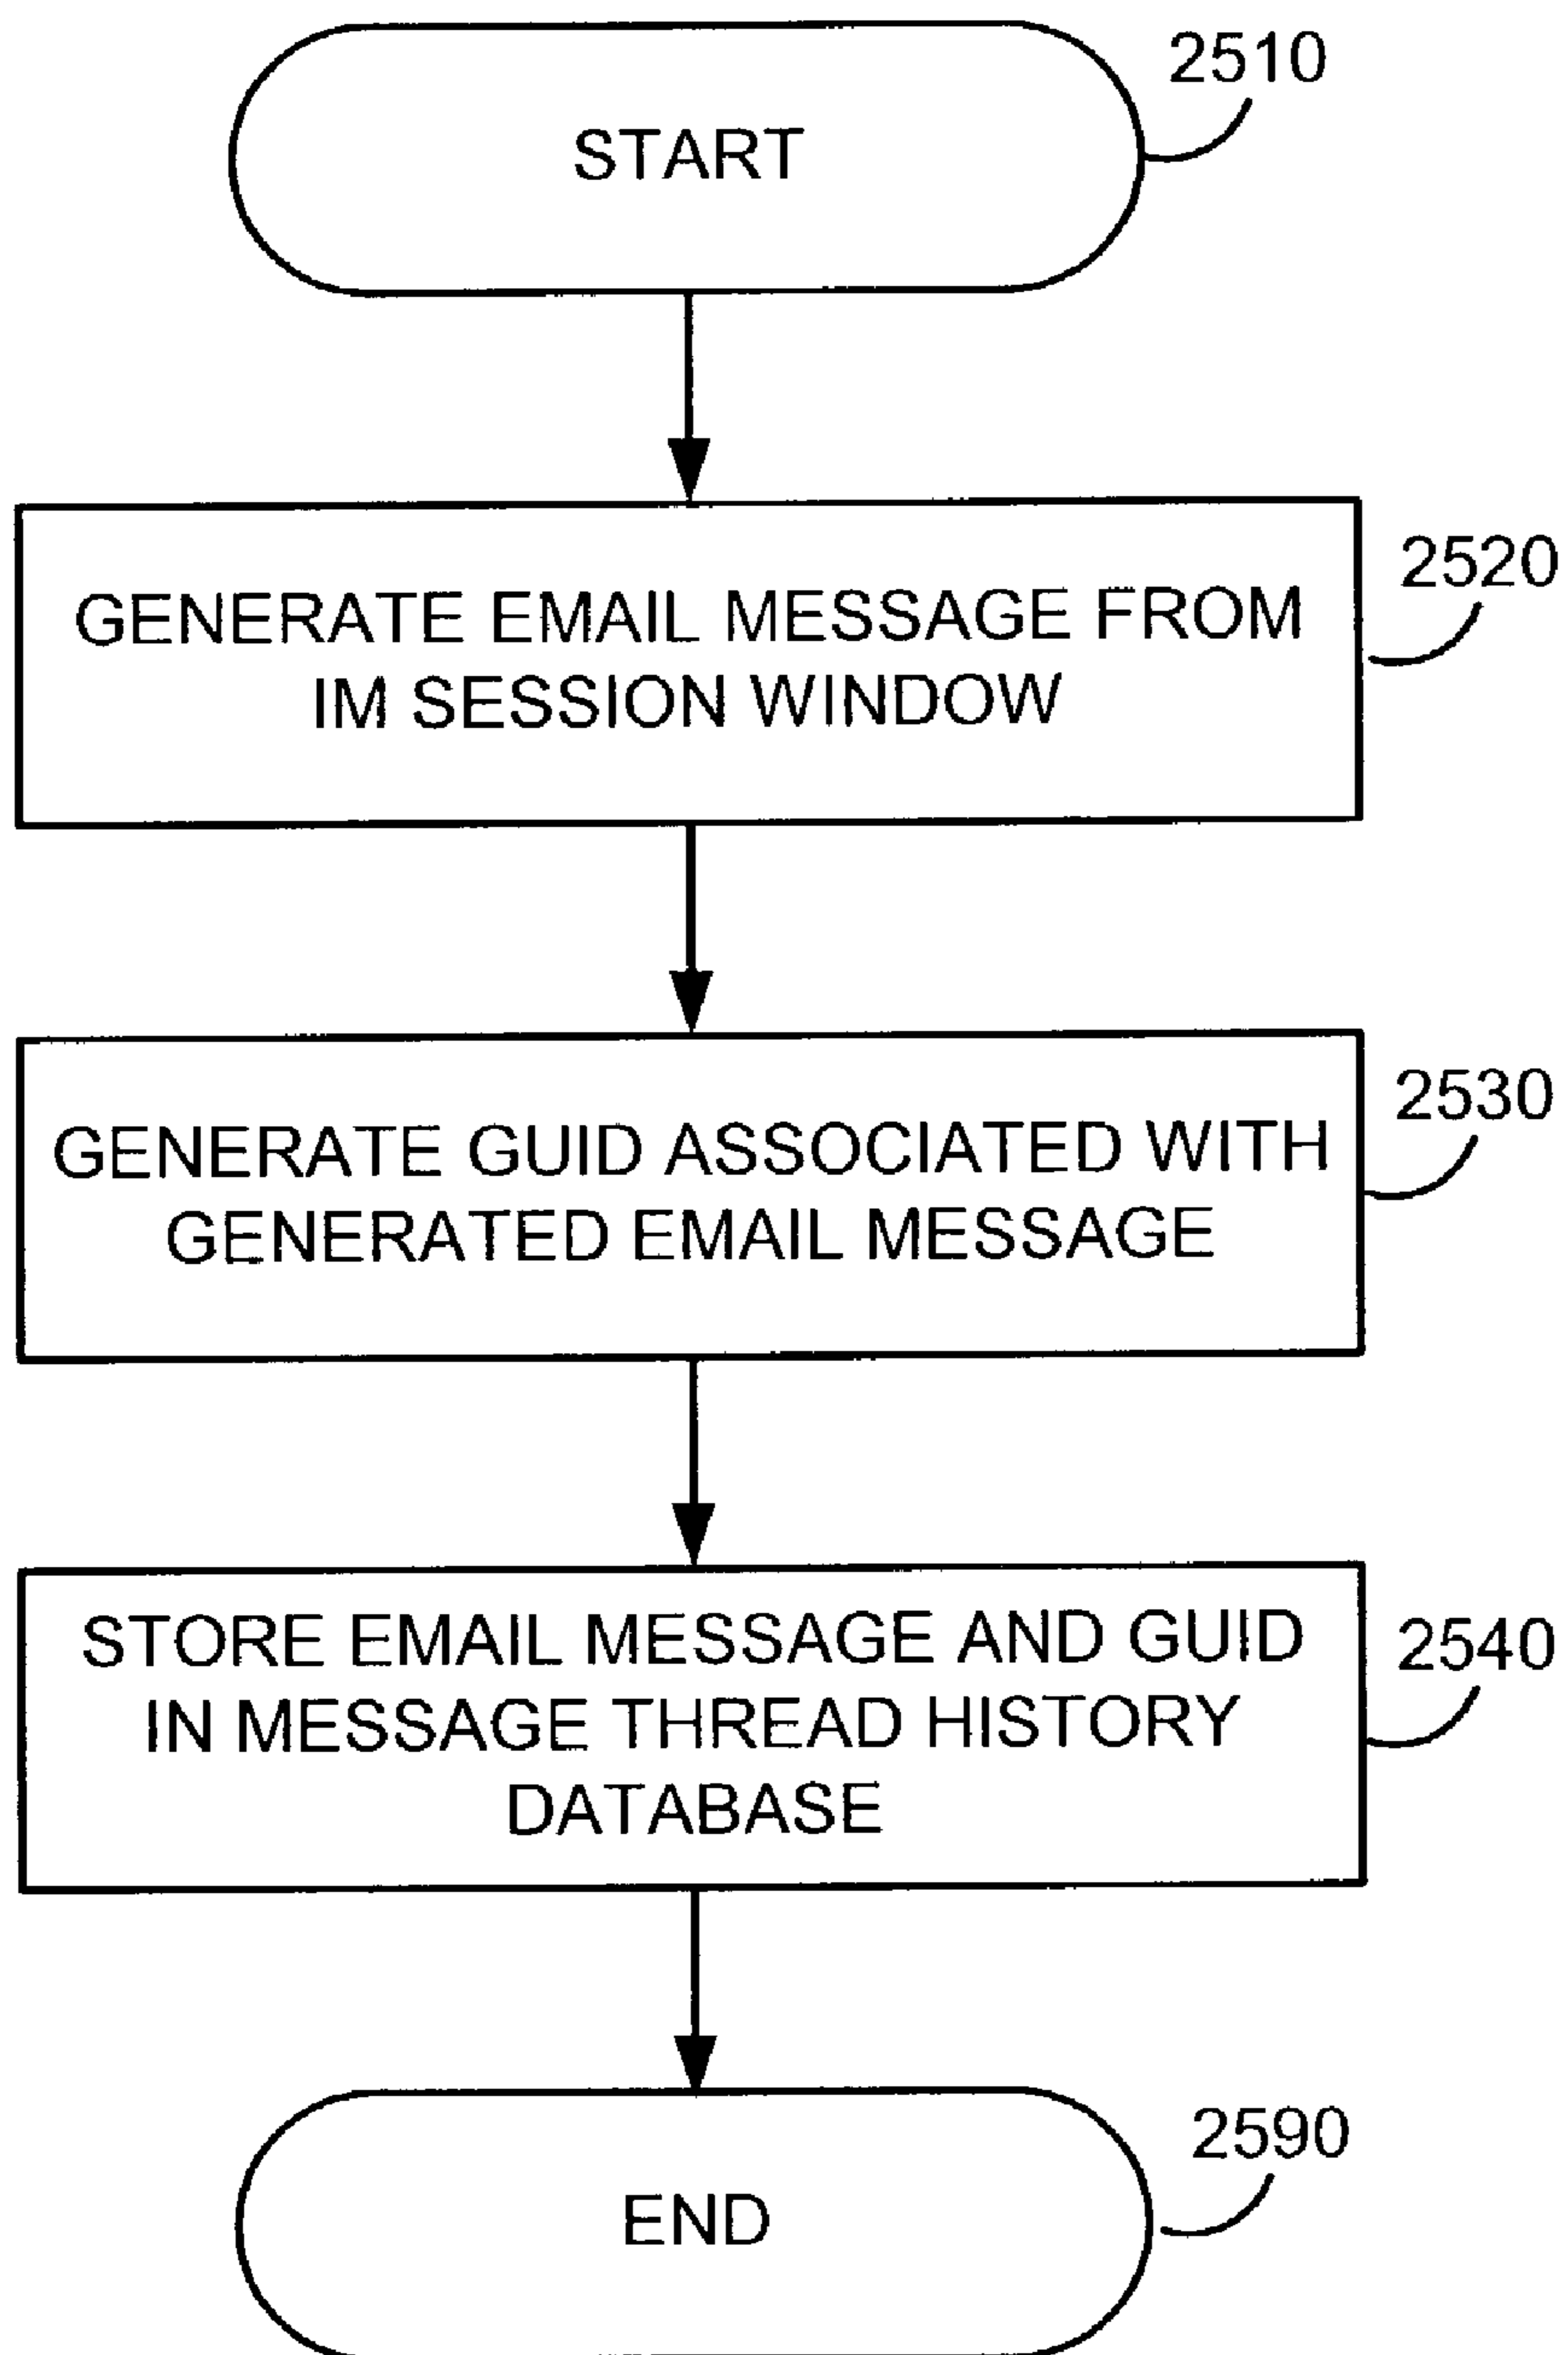 START
2510
GENERATE EMAIL MESSAGE FROM
IM SESSION WINDOW
2520
GENERATE GUID ASSOCIATED WITH
GENERATED EMAIL MESSAGE
2530
STORE EMAIL MESSAGE AND GUID
IN MESSAGE THREAD HISTORY
DATABASE
2540
END
2590